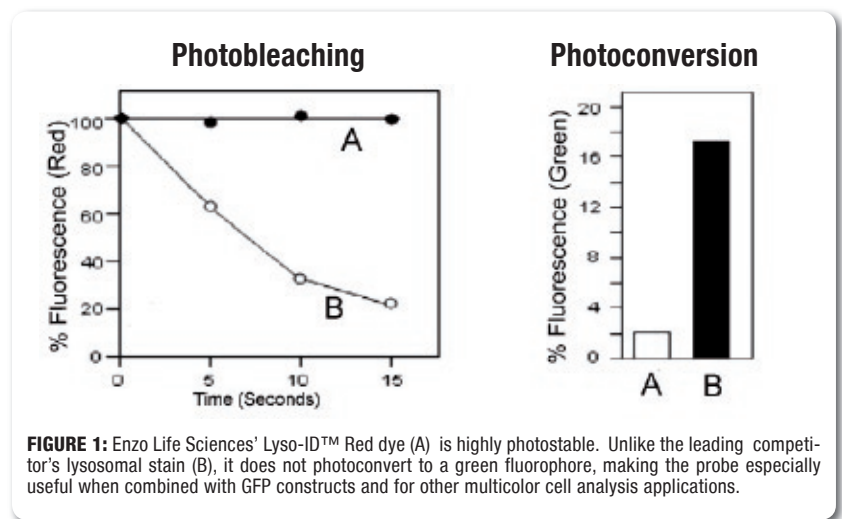 Photobleaching
Photoconversion
% Fluorescence (Red)
100
80
60
40
20
0
A
B
0
5
10
15
Time (Seconds)
% Fluorescence (Green)
20
16
12
8
4
0
A
B
FIGURE 1: Enzo Life Sciences’ Lyso-ID™ Red dye (A) is highly photostable. Unlike the leading competi-
tor’s lysosomal stain (B), it does not photoconvert to a green fluorophore, making the probe especially
useful when combined with GFP constructs and for other multicolor cell analysis applications.